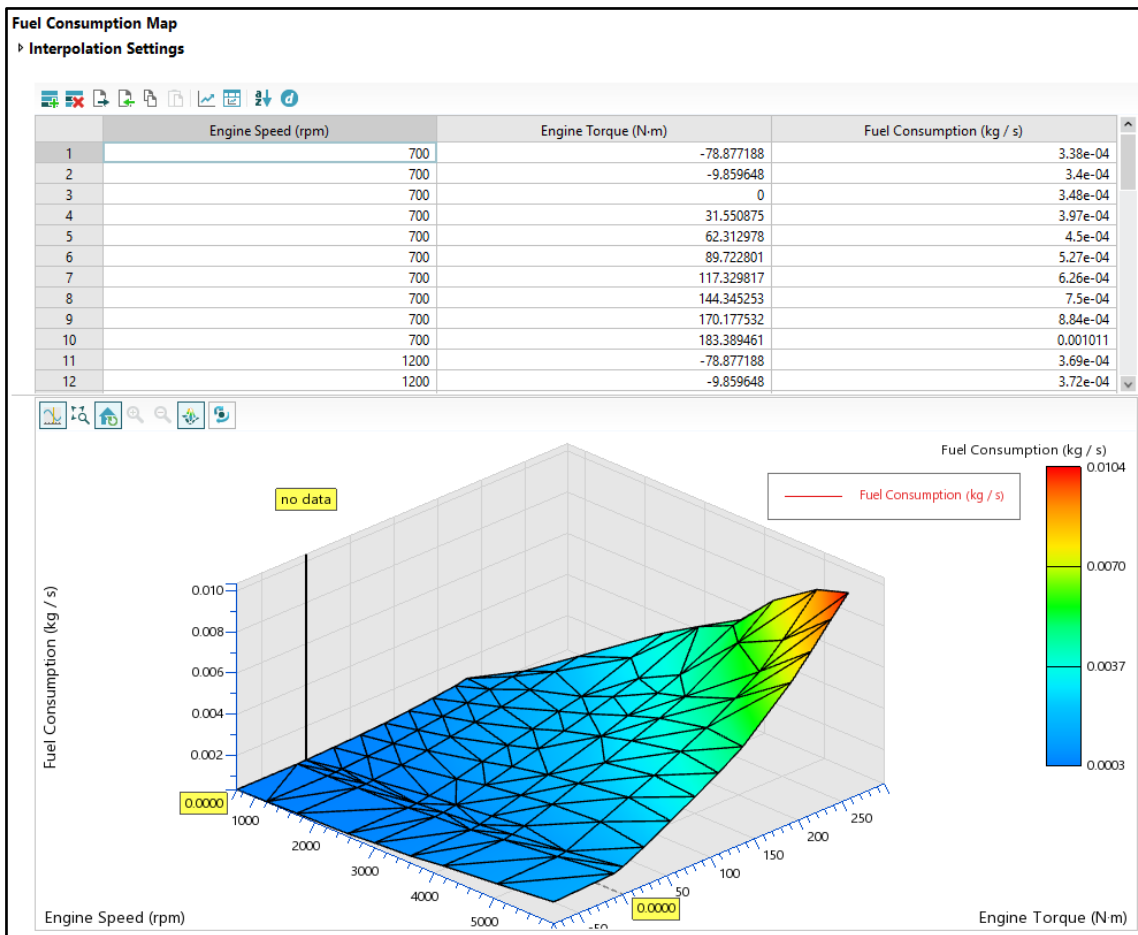 Fuel Consumption Map
Interpolation Settings
Engine Speed (rpm) Engine Torque (N·m) Fuel Consumption (kg / s)
1 700 -78.877188 3.38e-04
2 700 -9.859648 3.4e-04
3 700 0 3.48e-04
4 700 31.550875 3.97e-04
5 700 62.312978 4.5e-04
6 700 89.722801 5.27e-04
7 700 117.329817 6.26e-04
8 700 144.345253 7.5e-04
9 700 170.177532 8.84e-04
10 700 183.389461 0.001011
11 1200 -78.877188 3.69e-04
12 1200 -9.859648 3.72e-04
Fuel Consumption (kg / s)
0.0104
no data
Fuel Consumption (kg / s)
0.0070
0.0037
0.0003
Fuel Consumption (kg / s)
0.010
0.008
0.006
0.004
0.002
0.0000
1000
2000
3000
4000
5000
-50
0.0000
50
100
150
200
250
Engine Speed (rpm) Engine Torque (N·m)